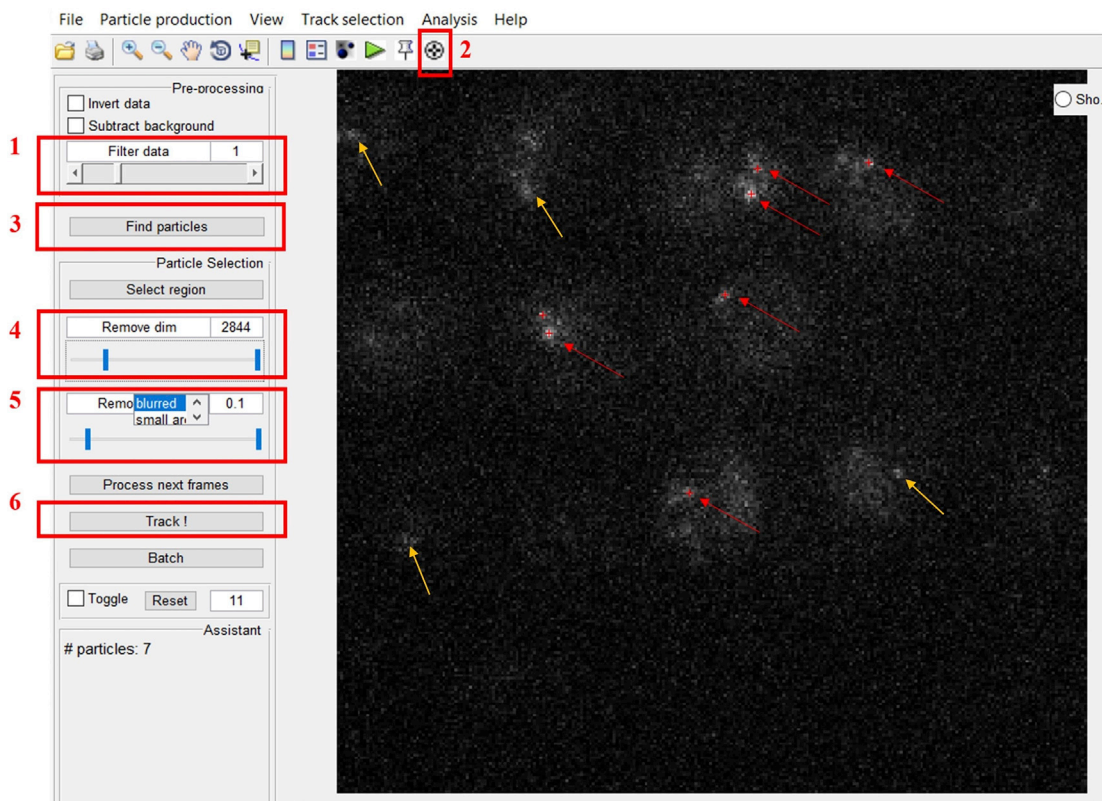 File Particle production View Track selection Analysis Help
2
Pre-processing
Invert data
Subtract background
1
Filter data 1
3
Find particles
Particle Selection
Select region
4
Remove dim 2844
5
Remo blurred 0.1
small are
6
Process next frames
Track !
Batch
Toggle Reset 11
Assistant
# particles: 7
Sho.